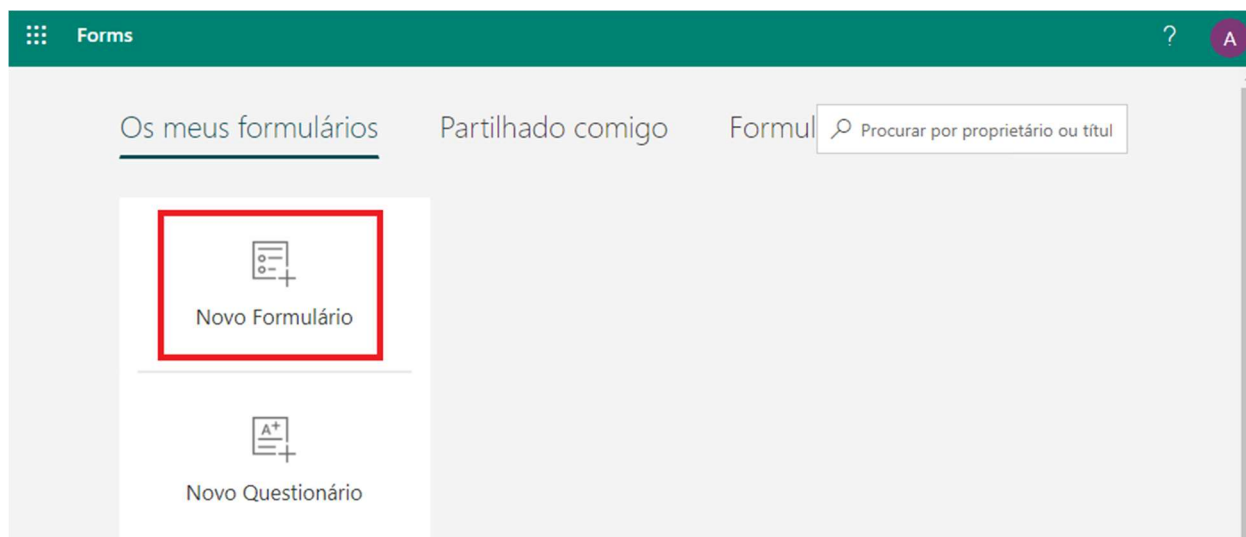 Forms
?
A
Os meus formulários
Partilhado comigo
Formul
Procurar por proprietário ou títul
Novo Formulário
A+
Novo Questionário